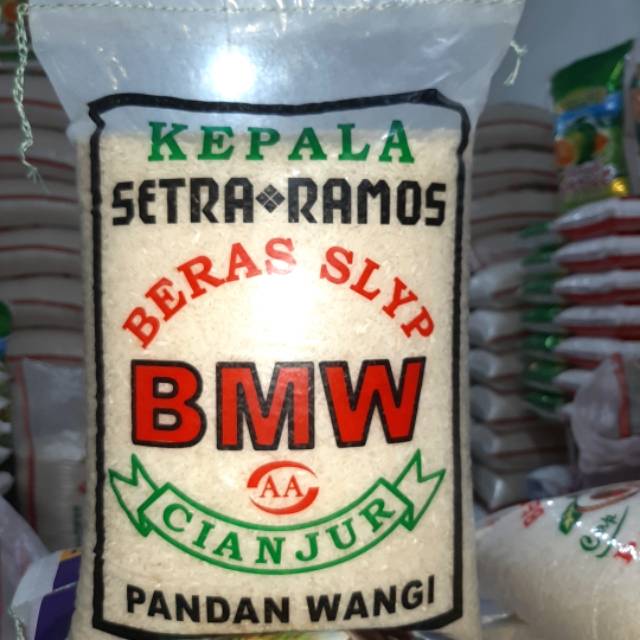 KEPALA
SETRA RAMOS
BERAS SLYP
BMW
AA
CIANJUR
PANDAN WANGI